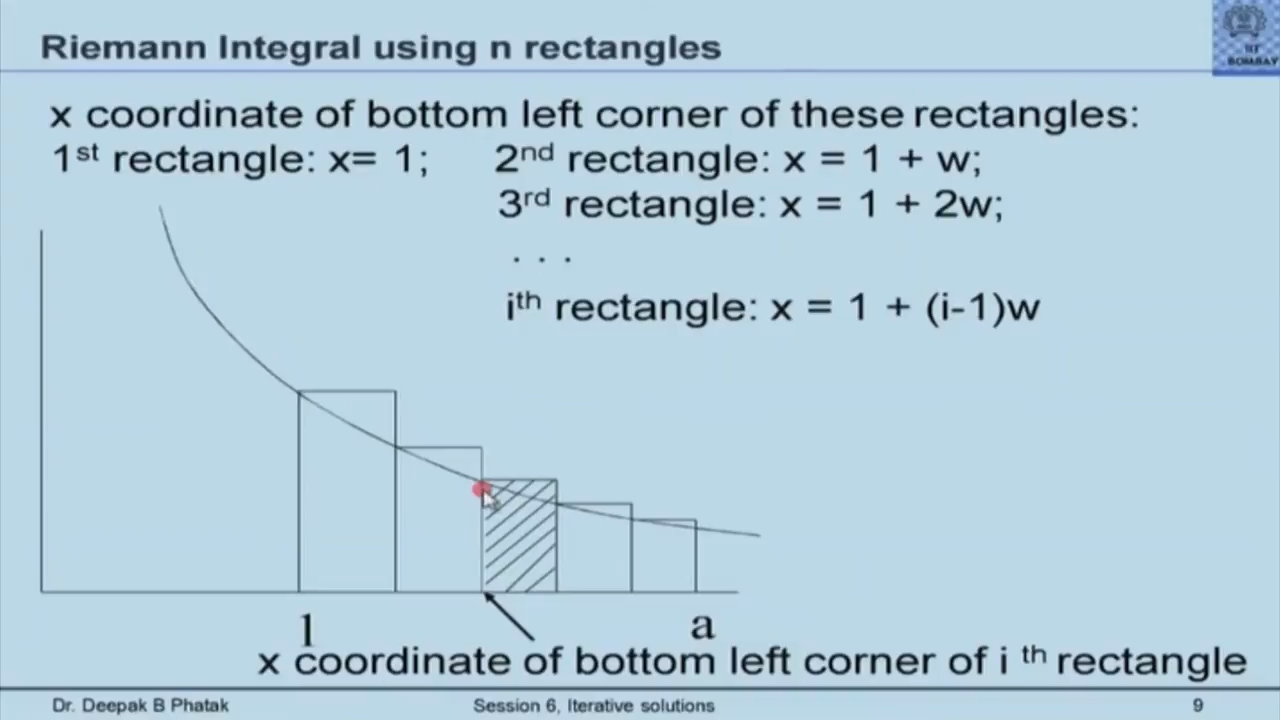 Riemann Integral using n rectangles
IIT
BOMBAY
x coordinate of bottom left corner of these rectangles:
1st rectangle: x= 1; 2nd rectangle: x = 1 + w;
3rd rectangle: x = 1 + 2w;
. . .
ith rectangle: x = 1 + (i-1)w
1 a
x coordinate of bottom left corner of i th rectangle
Dr. Deepak B Phatak Session 6, Iterative solutions 9